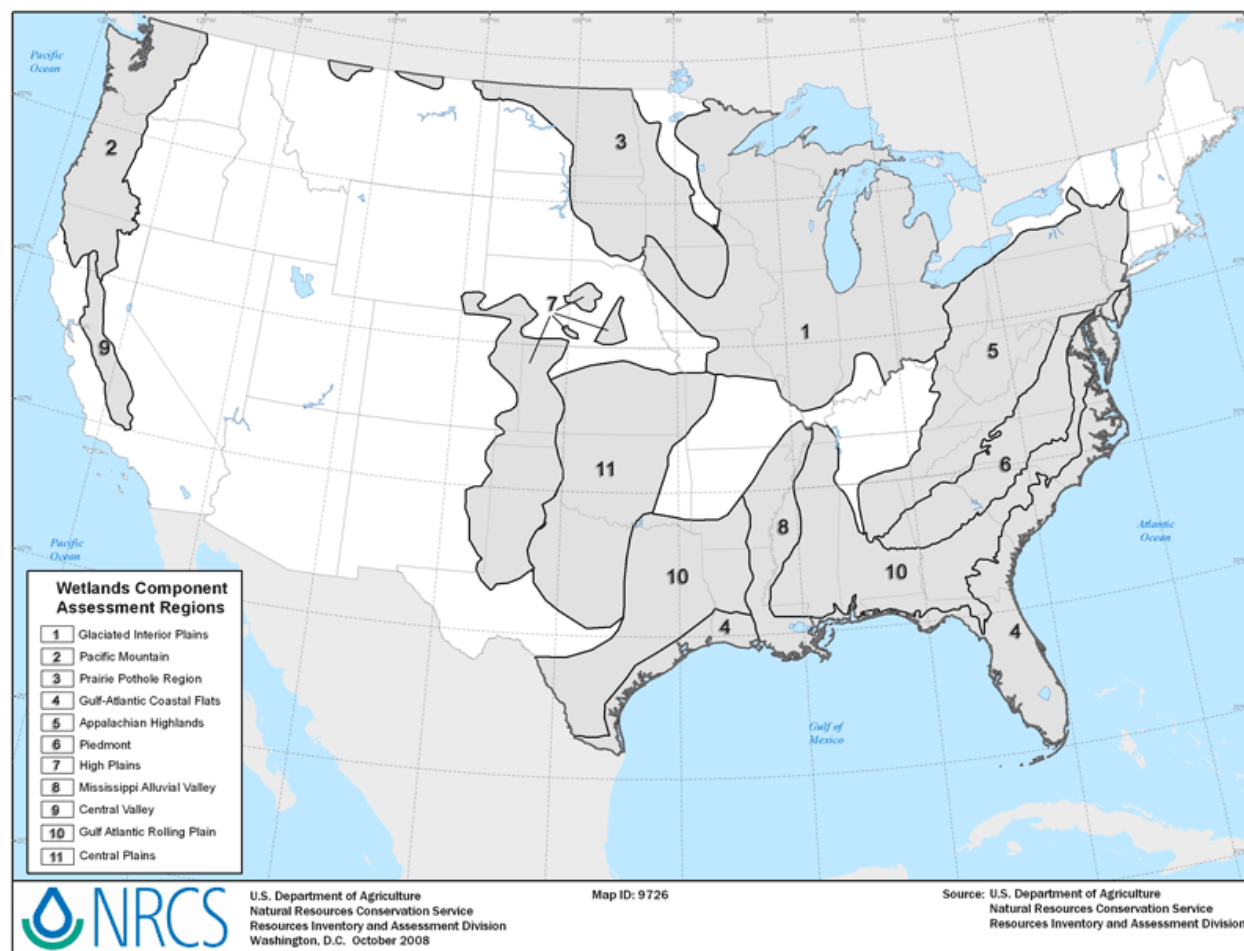 Pacific
Ocean
2
3
1
7
9
5
11
6
8
10
10
4
4
Atlantic
Ocean
Pacific
Ocean
Gulf of
Mexico
Wetlands Component
Assessment Regions
1 Glaciated Interior Plains
2 Pacific Mountain
3 Prairie Pothole Region
4 Gulf-Atlantic Coastal Flats
5 Appalachian Highlands
6 Piedmont
7 High Plains
8 Mississippi Alluvial Valley
9 Central Valley
10 Gulf Atlantic Rolling Plain
11 Central Plains
NRCS
U.S. Department of Agriculture
Natural Resources Conservation Service
Resources Inventory and Assessment Division
Washington, D.C. October 2008
Map ID: 9726
Source: U.S. Department of Agriculture
Natural Resources Conservation Service
Resources Inventory and Assessment Division